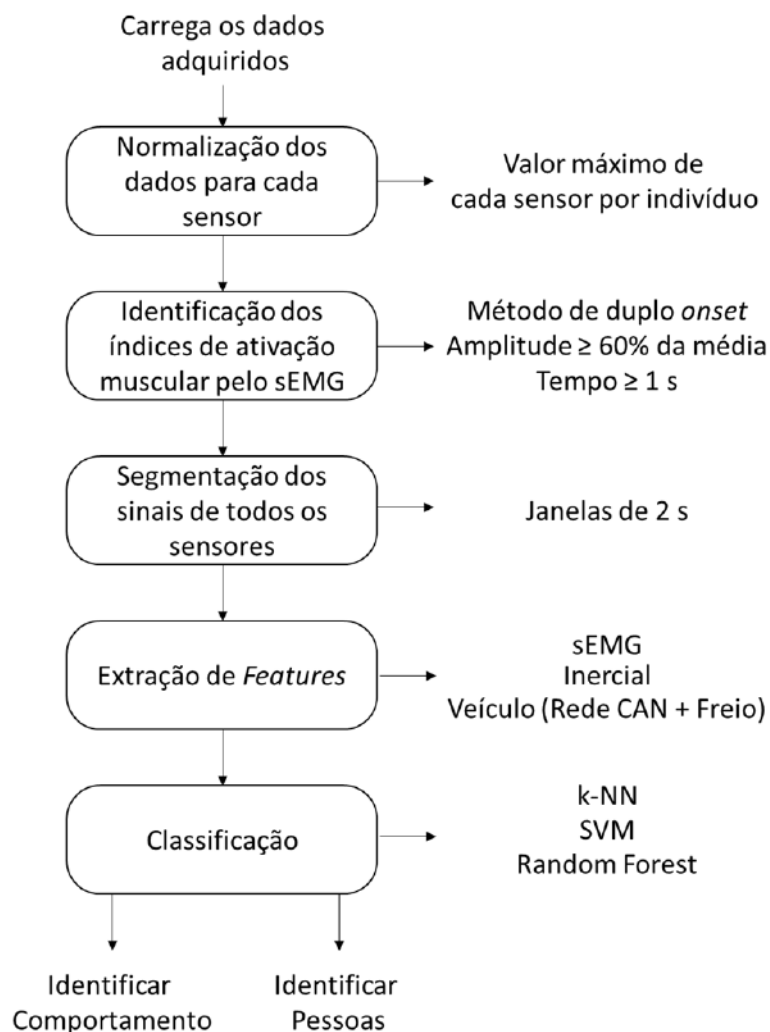 Carrega os dados
adquiridos
Normalização dos
dados para cada
sensor
Valor máximo de
cada sensor por indivíduo
Identificação dos
índices de ativação
muscular pelo sEMG
Método de duplo onset
Amplitude ≥ 60% da média
Tempo ≥ 1 s
Segmentação dos
sinais de todos os
sensores
Janelas de 2 s
Extração de Features
sEMG
Inercial
Veículo (Rede CAN + Freio)
Classificação
k-NN
SVM
Random Forest
Identificar
Comportamento
Identificar
Pessoas